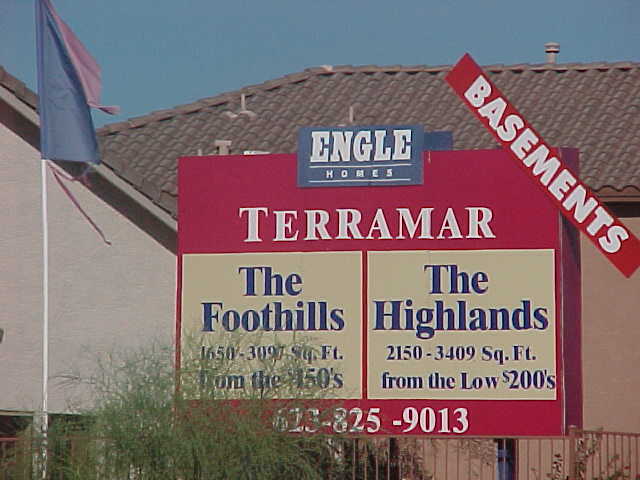 ENGLE
HOMES
BASEMENTS
TERRAMAR
The
Foothills
1650 - 3097 Sq. Ft.
from the $150's
The
Highlands
2150 - 3409 Sq. Ft.
from the Low $200's
623-825 -9013